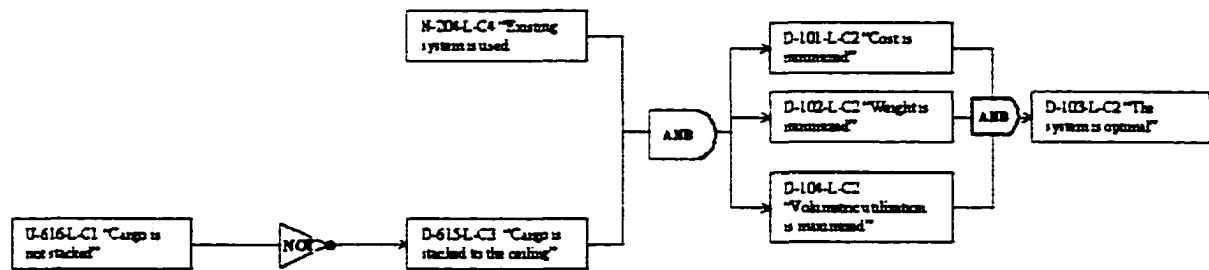 N-204-L-C4 "Existing
system is used
D-101-L-C2 "Cost is
minimized"
D-102-L-C2 "Weight is
minimized"
AND
AND
D-103-L-C2 "The
system is optimal"
D-104-L-C2
"Volumetric utilization
is maximized"
U-616-L-C1 "Cargo is
not stacked"
NOT
D-615-L-C3 "Cargo is
stacked to the ceiling"